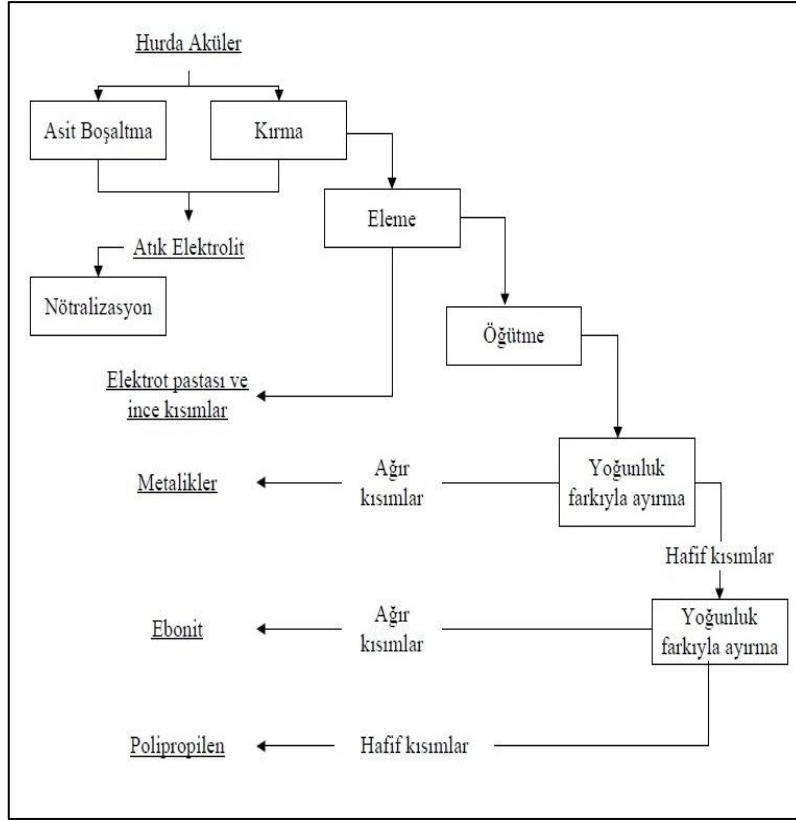 Hurda Aküler
Asit Boşaltma
Kırma
Eleme
Atık Elektrolit
Nötralizasyon
Öğütme
Elektrot pastası ve
ince kısımlar
Yoğunluk
farkıyla ayırma
Ağır
kısımlar
Metalikler
Hafif kısımlar
Yoğunluk
farkıyla ayırma
Ağır
kısımlar
Ebonit
Hafif kısımlar
Polipropilen